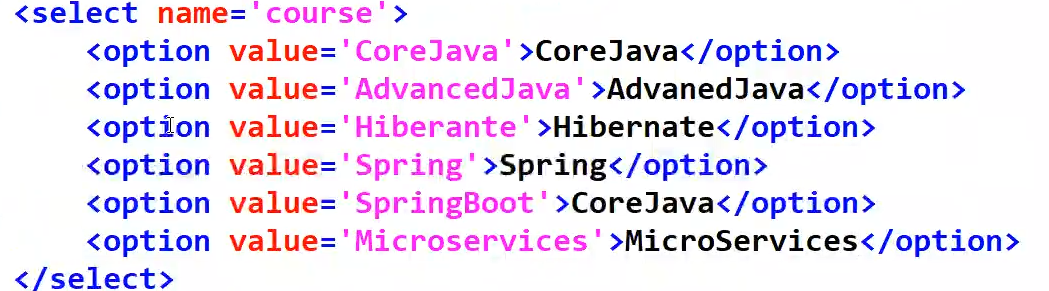 <select name='course'>
    <option value='CoreJava'>CoreJava</option>
    <option value='AdvancedJava'>AdvanedJava</option>
    <option value='Hiberante'>Hibernate</option>
    <option value='Spring'>Spring</option>
    <option value='SpringBoot'>CoreJava</option>
    <option value='Microservices'>MicroServices</option>
</select>